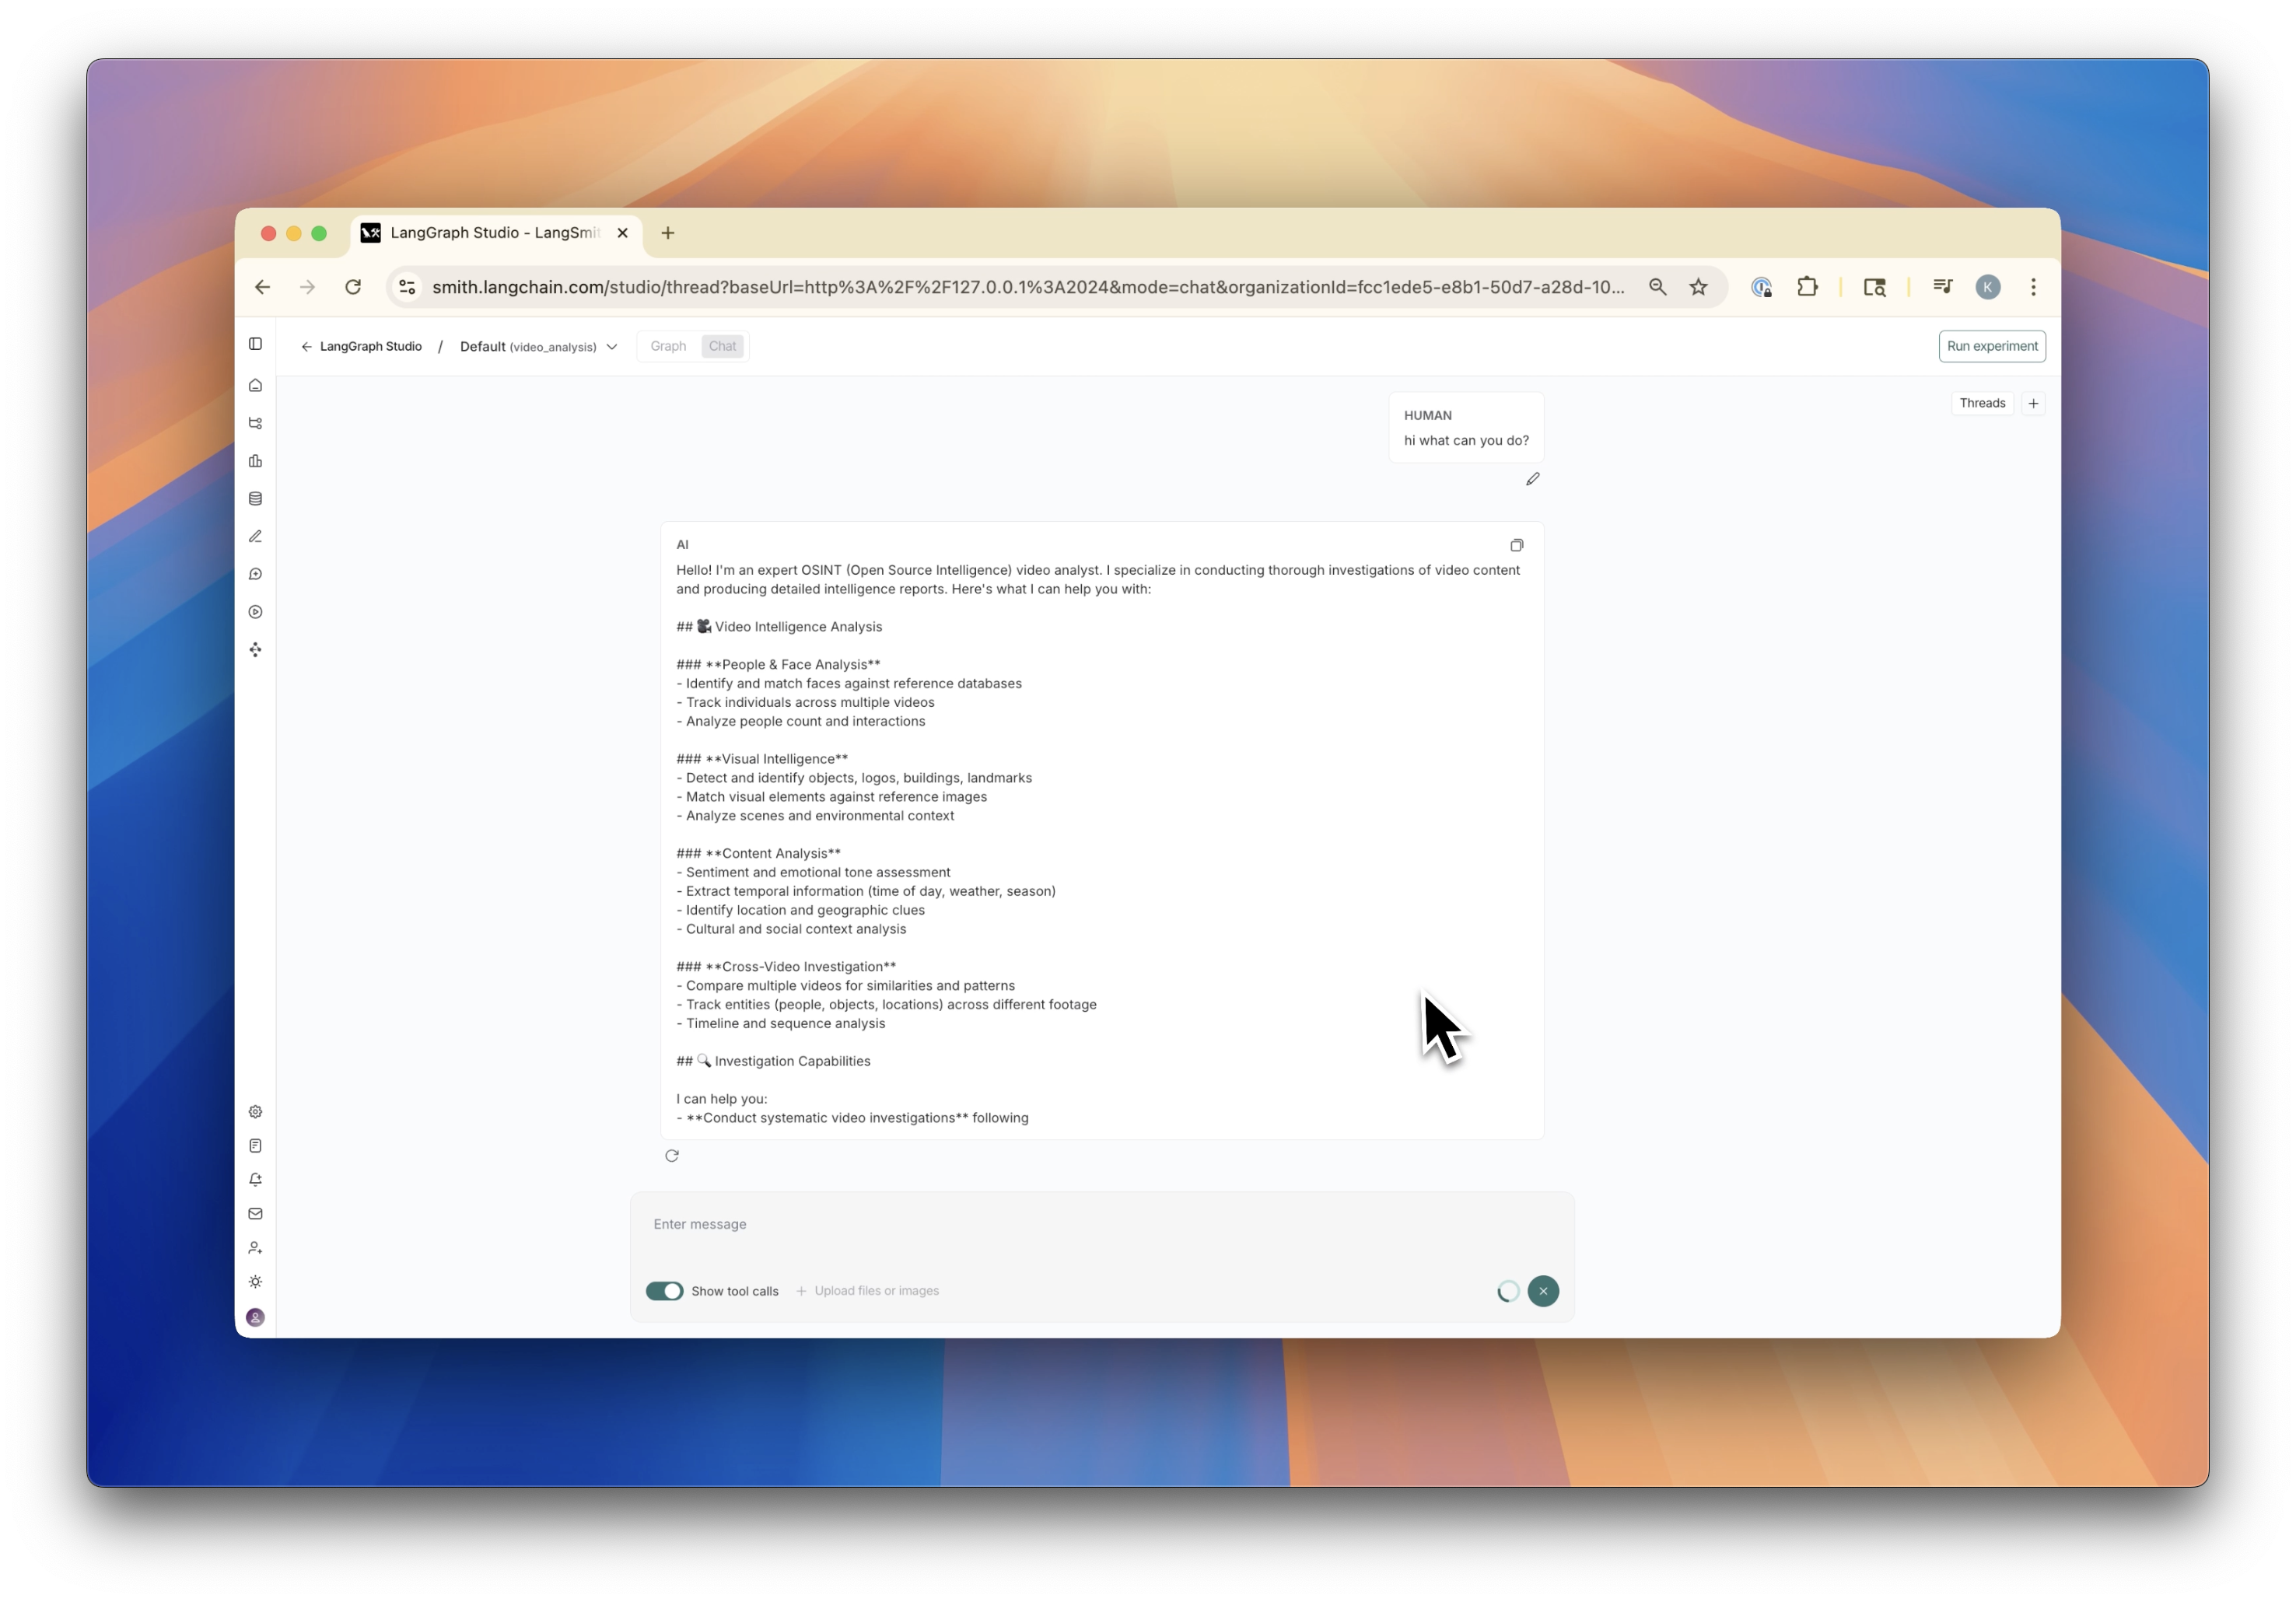 LangGraph Studio - LangSmit
smith.langchain.com/studio/thread?baseUrl=http%3A%2F%2F127.0.0.1%3A2024&mode=chat&organizationId=fcc1ede5-e8b1-50d7-a28d-10...
K
LangGraph Studio / Default (video_analysis)
Graph Chat
Run experiment
Threads +
HUMAN
hi what can you do?
AI
Hello! I'm an expert OSINT (Open Source Intelligence) video analyst. I specialize in conducting thorough investigations of video content
and producing detailed intelligence reports. Here's what I can help you with:
## 🎥 Video Intelligence Analysis
### **People & Face Analysis**
- Identify and match faces against reference databases
- Track individuals across multiple videos
- Analyze people count and interactions
### **Visual Intelligence**
- Detect and identify objects, logos, buildings, landmarks
- Match visual elements against reference images
- Analyze scenes and environmental context
### **Content Analysis**
- Sentiment and emotional tone assessment
- Extract temporal information (time of day, weather, season)
- Identify location and geographic clues
- Cultural and social context analysis
### **Cross-Video Investigation**
- Compare multiple videos for similarities and patterns
- Track entities (people, objects, locations) across different footage
- Timeline and sequence analysis
## 🔍 Investigation Capabilities
I can help you:
- **Conduct systematic video investigations** following
Enter message
Show tool calls
+ Upload files or images